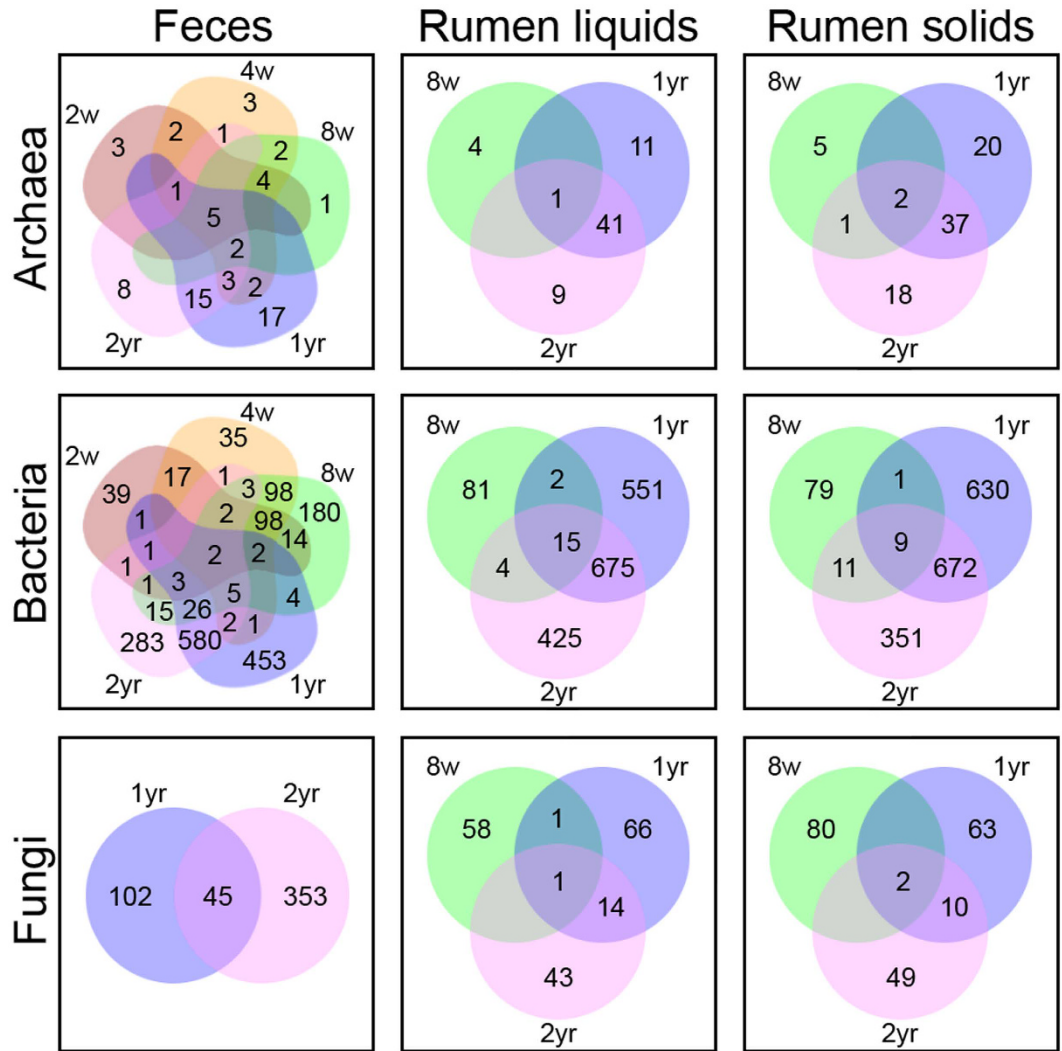 Feces Rumen liquids Rumen solids
Archaea
4w
3
2w
2 1
8w
3
2
4
1
1
5
2
8
3 2
15
17
2yr
1yr
8w 1yr
4 11
1
41
9
2yr
8w 1yr
5 20
2
1 37
18
2yr
Bacteria
4w
35
2w
17 1
8w
39
3 98
180
1
2 98
14
1
2 2
1
1 3
5
4
15 26
2 1
283 580
453
2yr
1yr
8w 1yr
2
81 551
15
4 675
425
2yr
8w 1yr
1
79 630
9
11 672
351
2yr
Fungi
1yr 2yr
102 45 353
8w 1yr
1
58 66
1
14
43
2yr
8w 1yr
80 63
2
10
49
2yr